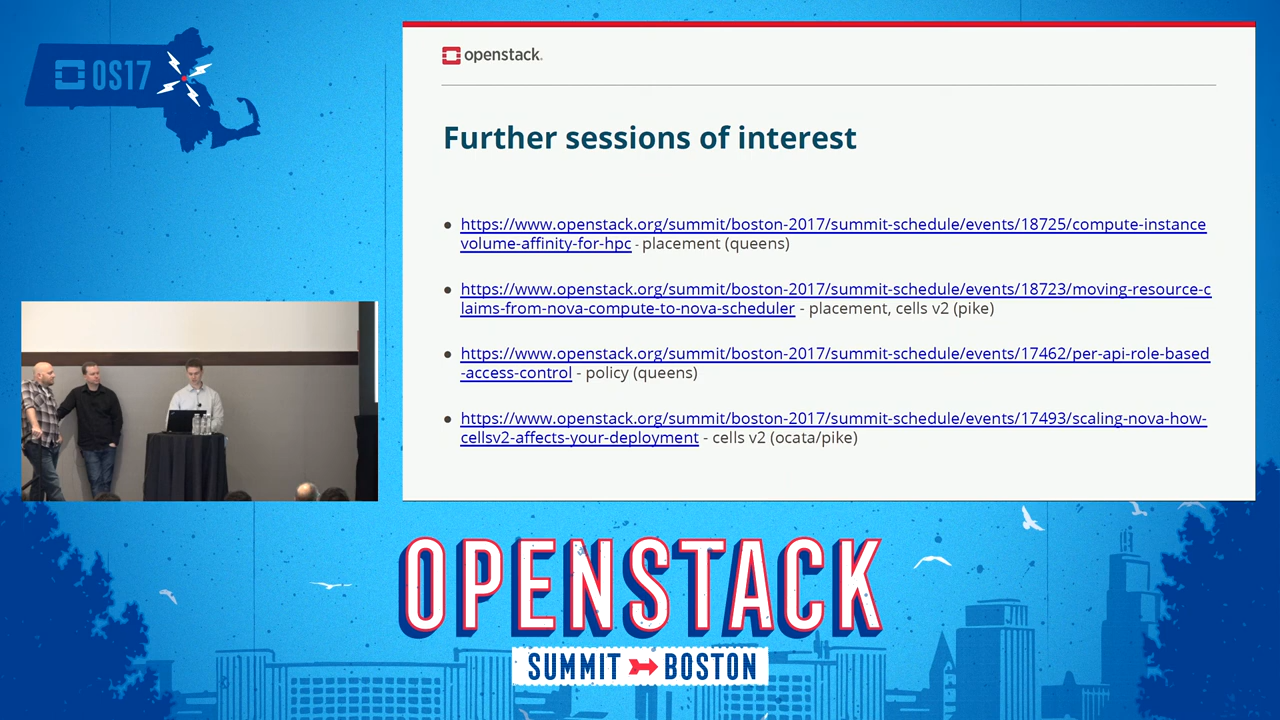 OS17
openstack.
Further sessions of interest
● https://www.openstack.org/summit/boston-2017/summit-schedule/events/18725/compute-instance
volume-affinity-for-hpc - placement (queens)
● https://www.openstack.org/summit/boston-2017/summit-schedule/events/18723/moving-resource-c
laims-from-nova-compute-to-nova-scheduler - placement, cells v2 (pike)
● https://www.openstack.org/summit/boston-2017/summit-schedule/events/17462/per-api-role-based
-access-control - policy (queens)
● https://www.openstack.org/summit/boston-2017/summit-schedule/events/17493/scaling-nova-how-
cellsv2-affects-your-deployment - cells v2 (ocata/pike)
OPENSTACK
SUMMIT BOSTON